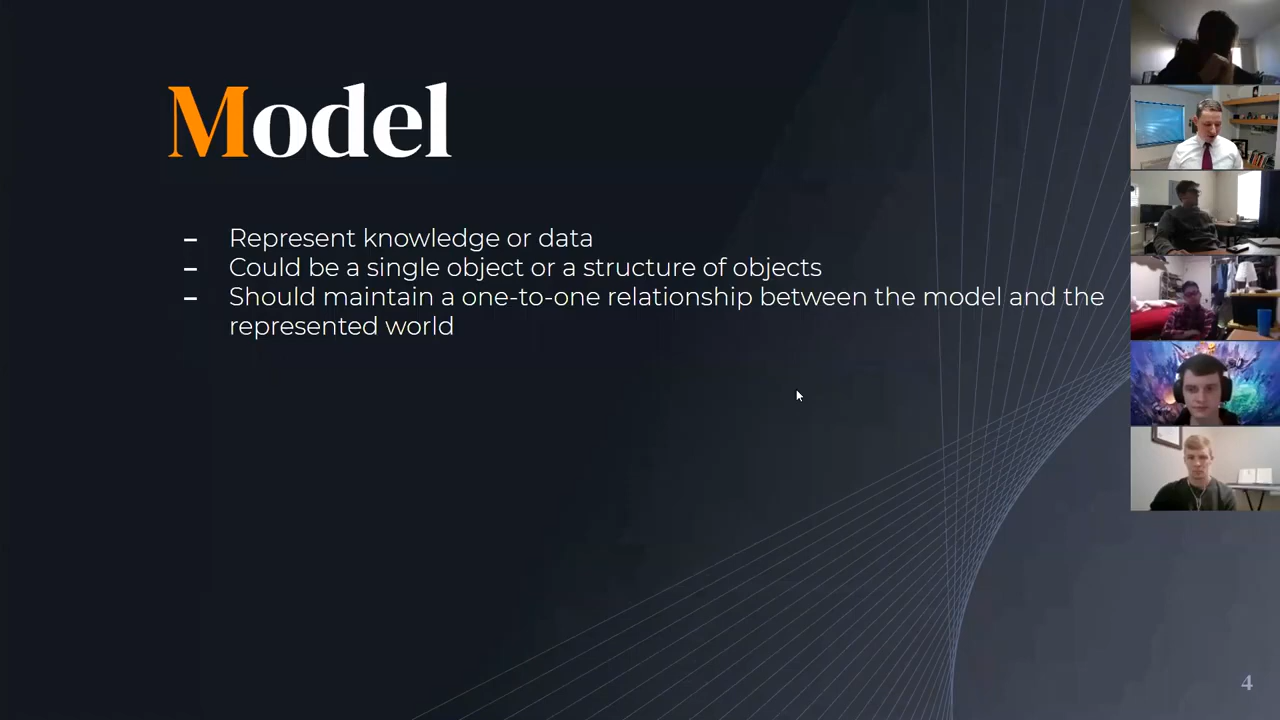 Model
- Represent knowledge or data
- Could be a single object or a structure of objects
- Should maintain a one-to-one relationship between the model and the
represented world
4